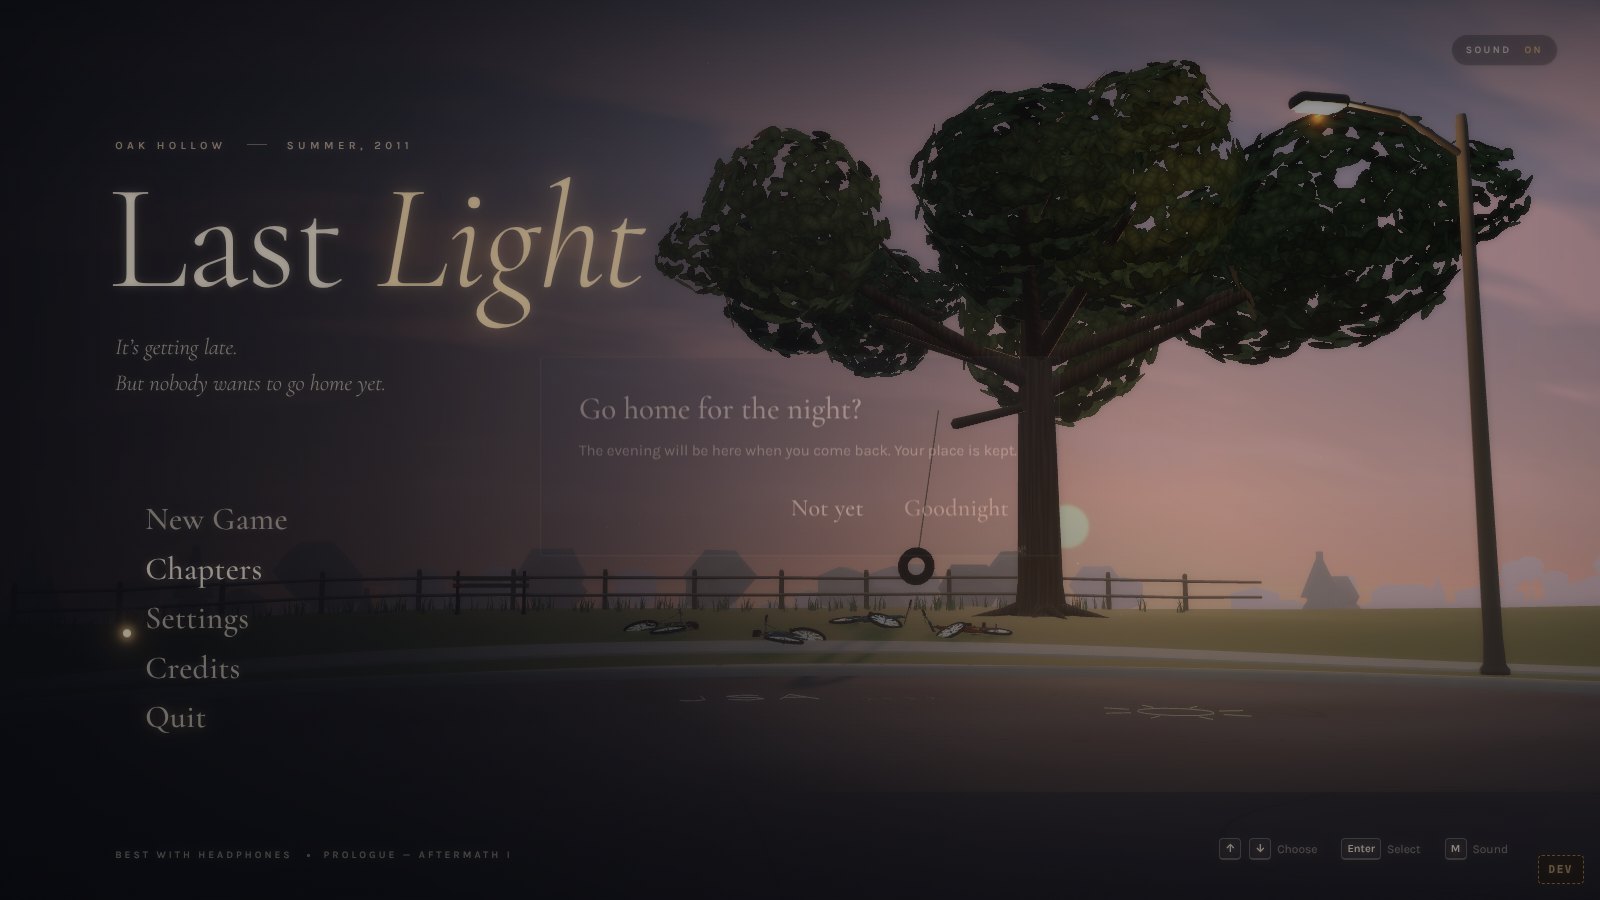 SOUND ON
OAK HOLLOW — SUMMER, 2011
Last Light
It’s getting late.
But nobody wants to go home yet.
Go home for the night?
The evening will be here when you come back. Your place is kept.
Not yet Goodnight
New Game
Chapters
Settings
Credits
Quit
BEST WITH HEADPHONES • PROLOGUE — AFTERMATH I
↑ ↓ Choose Enter Select M Sound
DEV